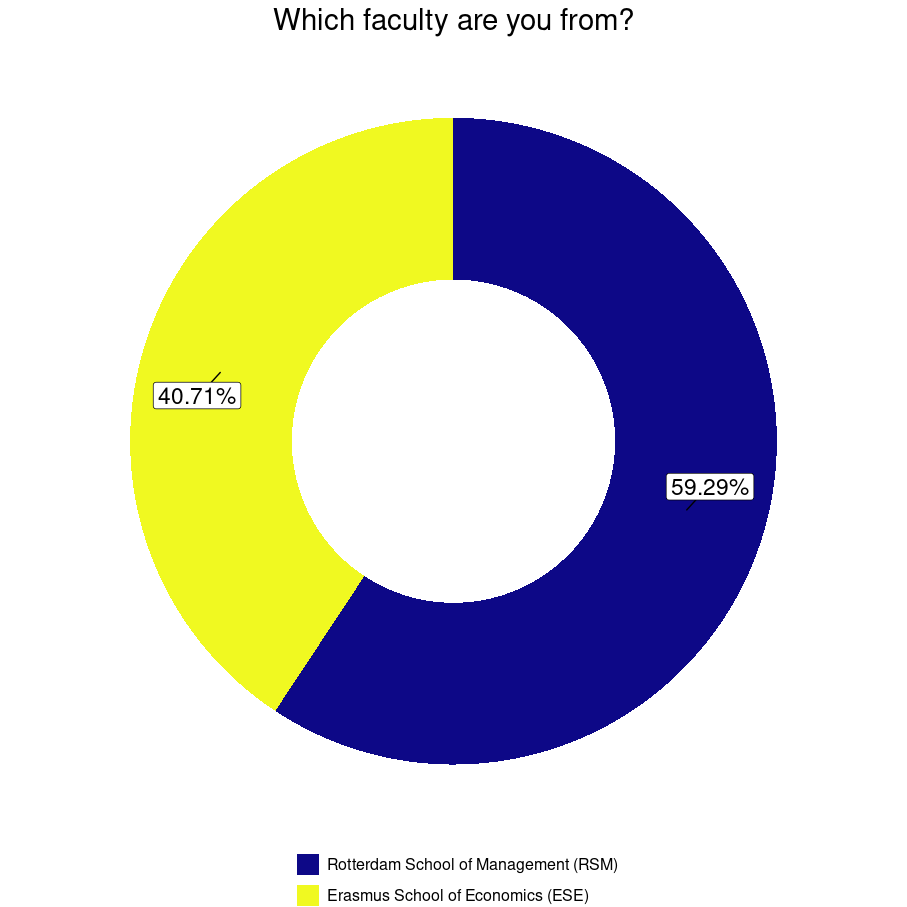 Which faculty are you from?
40.71%
59.29%
Rotterdam School of Management (RSM)
Erasmus School of Economics (ESE)